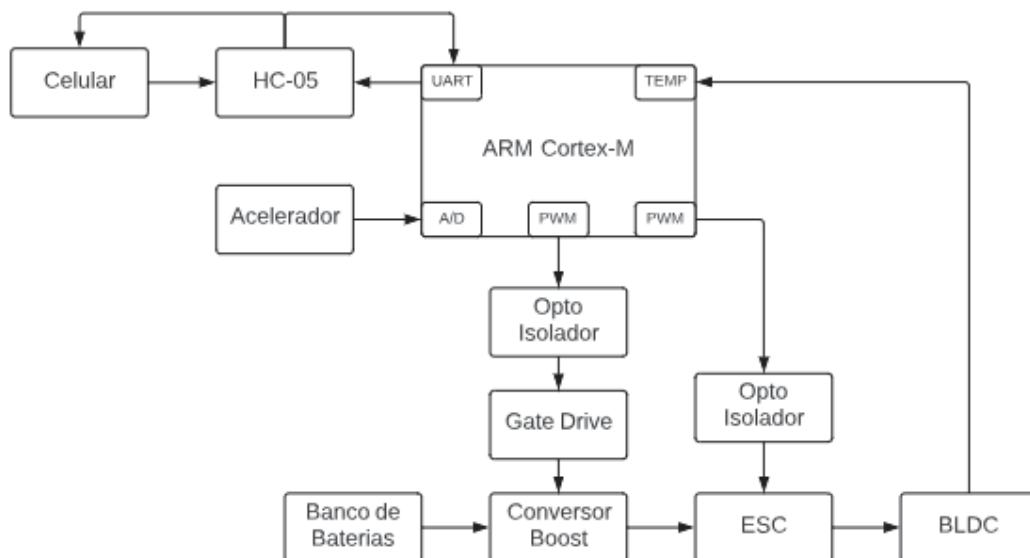 Celular
HC-05
UART
TEMP
ARM Cortex-M
Acelerador
A/D
PWM
PWM
Opto
Isolador
Opto
Isolador
Gate Drive
Banco de
Baterias
Conversor
Boost
ESC
BLDC